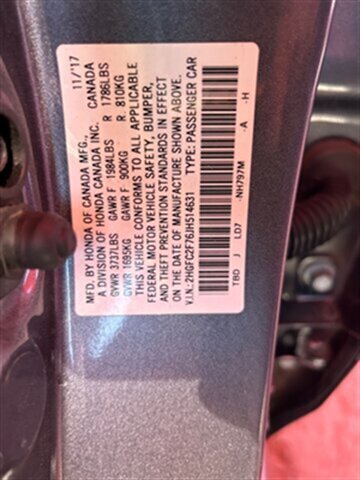 MFD. BY HONDA OF CANADA MFG. 11/17
A DIVISION OF HONDA CANADA INC. CANADA
GVWR 3737LBS GAWR F 1984LBS R 1786LBS
GVWR 1695KG GAWR F 900KG R 810KG
THIS VEHICLE CONFORMS TO ALL APPLICABLE
FEDERAL MOTOR VEHICLE SAFETY, BUMPER,
AND THEFT PREVENTION STANDARDS IN EFFECT
ON THE DATE OF MANUFACTURE SHOWN ABOVE.
V.I.N.: 2HGFC2F76JH514631 TYPE: PASSENGER CAR
TBD J LD7 NH797M A H